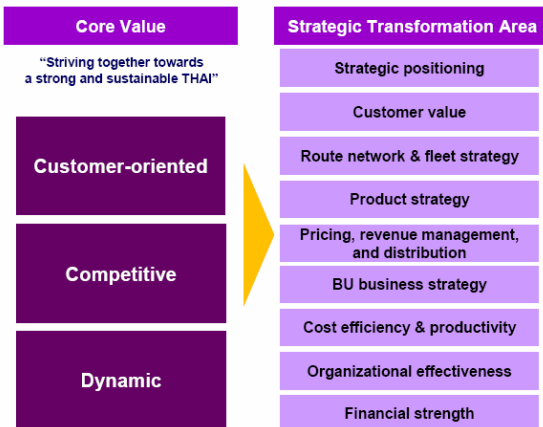 Core Value
“Striving together towards
a strong and sustainable THAI”
Customer-oriented
Competitive
Dynamic
Strategic Transformation Area
Strategic positioning
Customer value
Route network & fleet strategy
Product strategy
Pricing, revenue management,
and distribution
BU business strategy
Cost efficiency & productivity
Organizational effectiveness
Financial strength